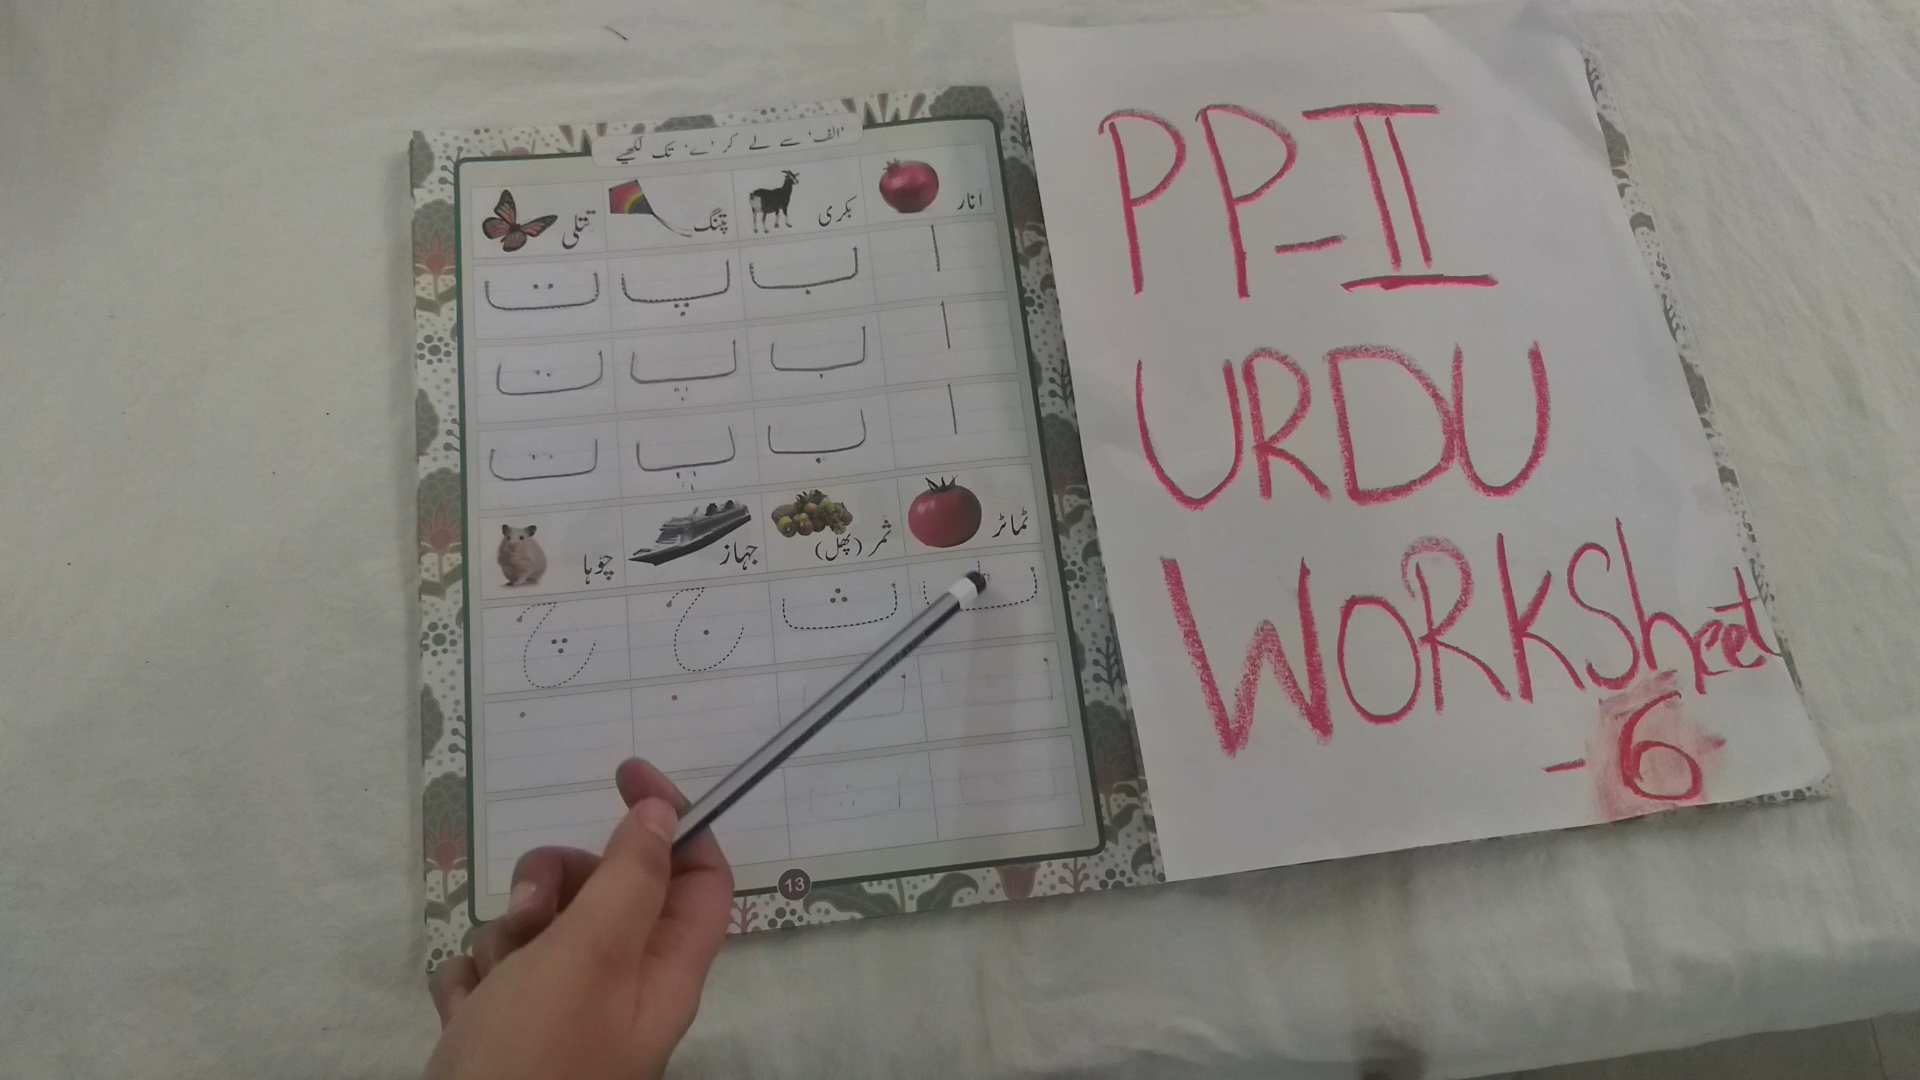 'الف' سے لے کر 'ے' تک لکھیے
انار بکری پتنگ تتلی
ا ب پ ت
ا ب پ ت
ا ب پ ت
ٹماٹر ثمر (پھل) جہاز چوہا
ٹ ث ج چ
13
PP-II
URDU
WORKSheet
-6